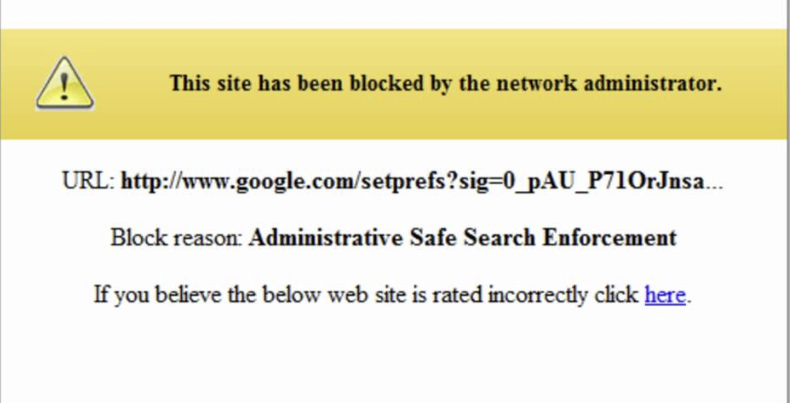 This site has been blocked by the network administrator.
URL: http://www.google.com/setprefs?sig=0_pAU_P71OrJnsa...
Block reason: Administrative Safe Search Enforcement
If you believe the below web site is rated incorrectly click here.